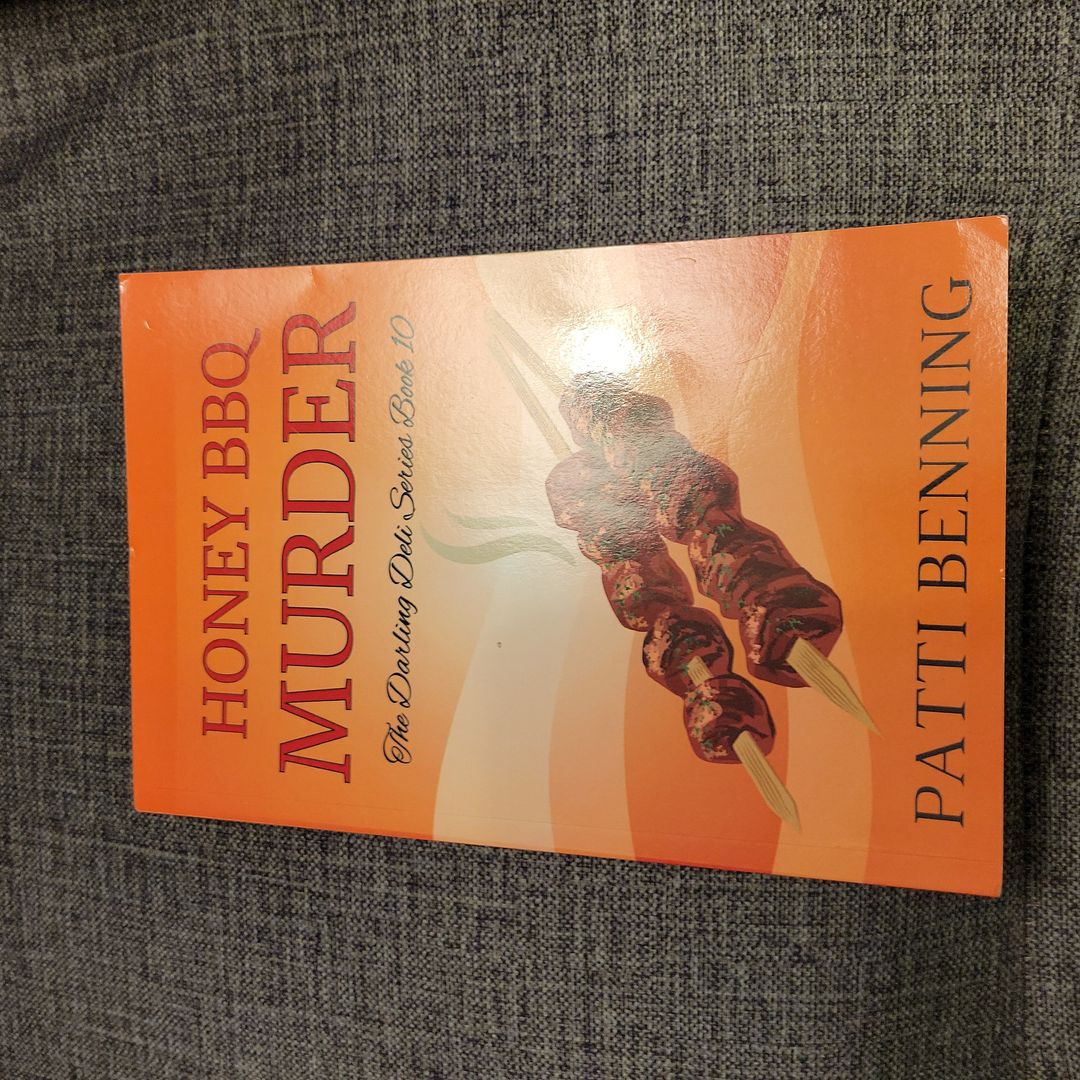 HONEY BBQ
MURDER
The Darling Deli Series Book 10
PATTI BENNING